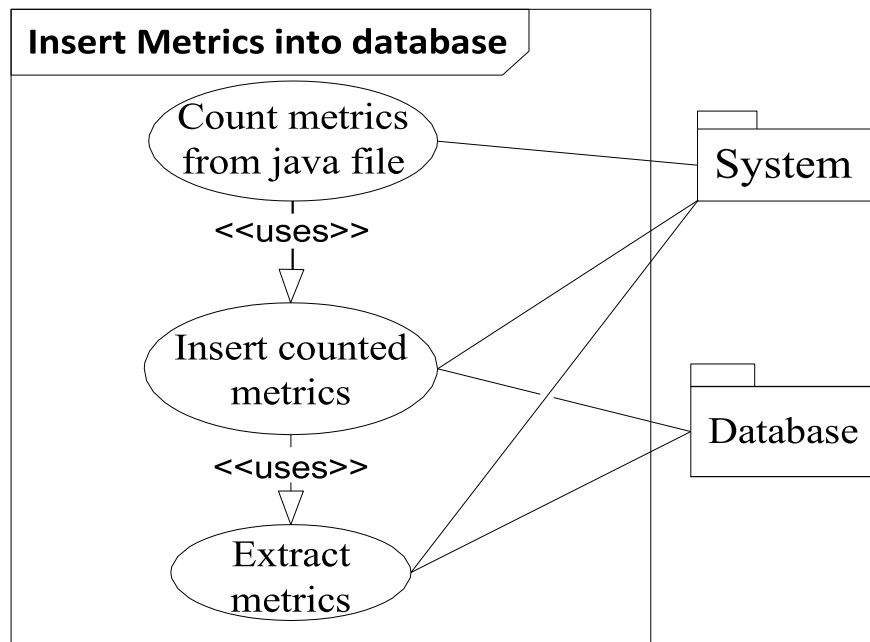 Insert Metrics into database
Count metrics
from java file
System
<<uses>>
Insert counted
metrics
Database
<<uses>>
Extract
metrics